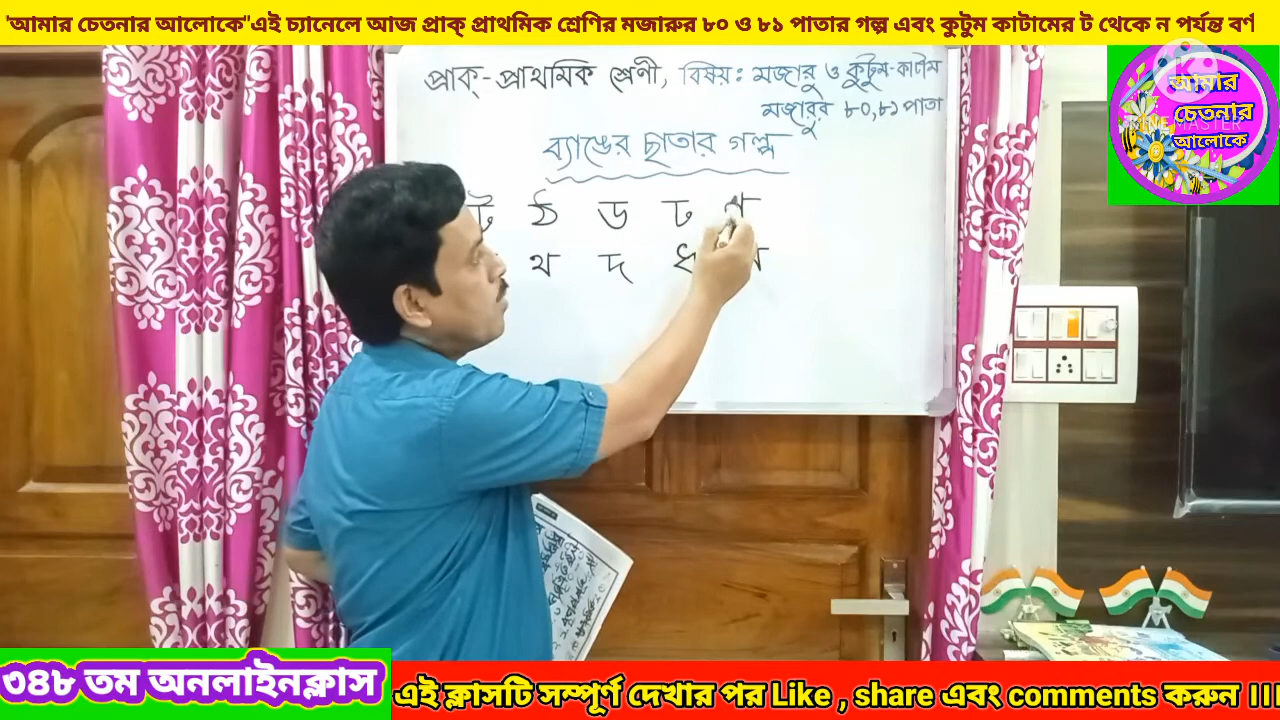 'আমার চেতনার আলোকে"এই চ্যানেলে আজ প্রাক্ প্রাথমিক শ্রেণির মজারুর ৮০ ও ৮১ পাতার গল্প এবং কুটুম কাটামের ট থেকে ন পর্যন্ত বর্ণ
আমার
চেতনার
আলোকে
প্রাক্-প্রাথমিক শ্রেণী, বিষয়: মজারু ও কুটুম-কাটাম
মজারুর ৮০,৮১ পাতা
ব্যাঙের ছাতার গল্প
ট ঠ ড ঢ ণ
থ দ ধ ন
৩৪৮ তম অনলাইনক্লাস
এই ক্লাসটি সম্পূর্ণ দেখার পর Like , share এবং comments করুন ।।।